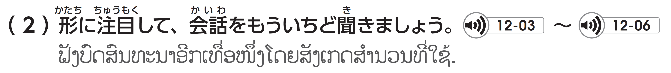 (2) 形に注目して、会話をもういちど聞きましょう。 12-03 ～ 12-06
ຟັງບົດສົນທະນາອີກເທື່ອໜຶ່ງໂດຍສັງເກດສຳນວນທີ່ໃຊ້.